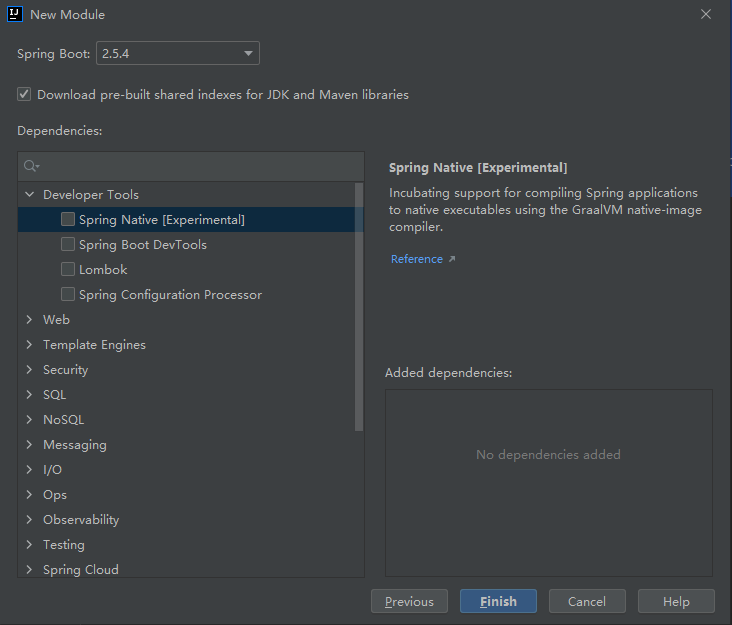 New Module
Spring Boot: 2.5.4
Download pre-built shared indexes for JDK and Maven libraries
Dependencies:
Developer Tools
Spring Native [Experimental]
Spring Boot DevTools
Lombok
Spring Configuration Processor
Web
Template Engines
Security
SQL
NoSQL
Messaging
I/O
Ops
Observability
Testing
Spring Cloud
Spring Native [Experimental]
Incubating support for compiling Spring applications
to native executables using the GraalVM native-image
compiler.
Reference
Added dependencies:
No dependencies added
Previous
Finish
Cancel
Help